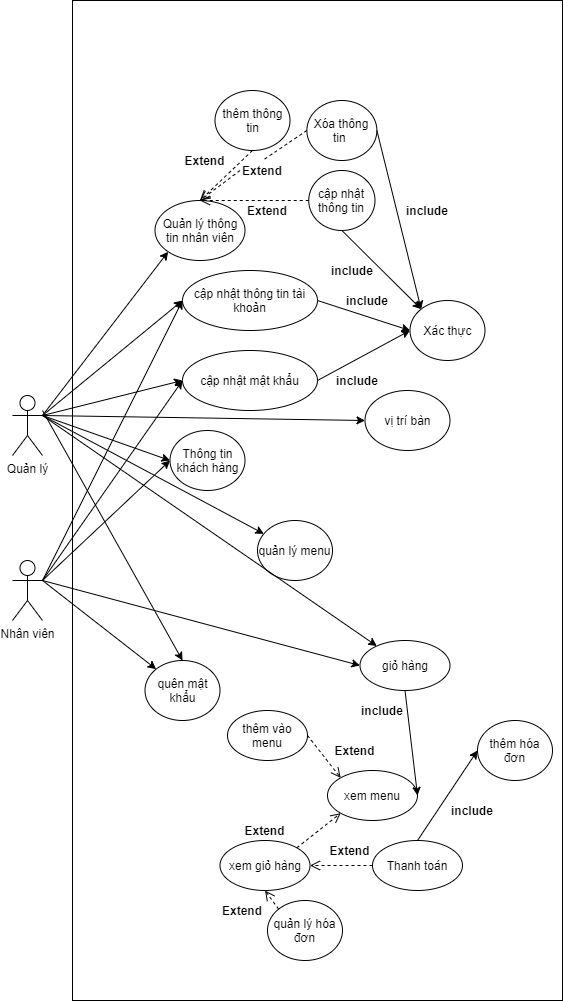 thêm thông
tin
Xóa thông
tin
Extend
Extend
cập nhật
thông tin
Extend
include
Quản lý thông
tin nhân viên
include
cập nhật thông tin tài
khoản
include
Xác thực
cập nhật mật khẩu
include
vị trí bàn
Quản lý
Thông tin
khách hàng
quản lý menu
Nhân viên
giỏ hàng
quên mật
khẩu
include
thêm vào
menu
Extend
thêm hóa
đơn
xem menu
include
Extend
Extend
xem giỏ hàng
Thanh toán
Extend
quản lý hóa
đơn